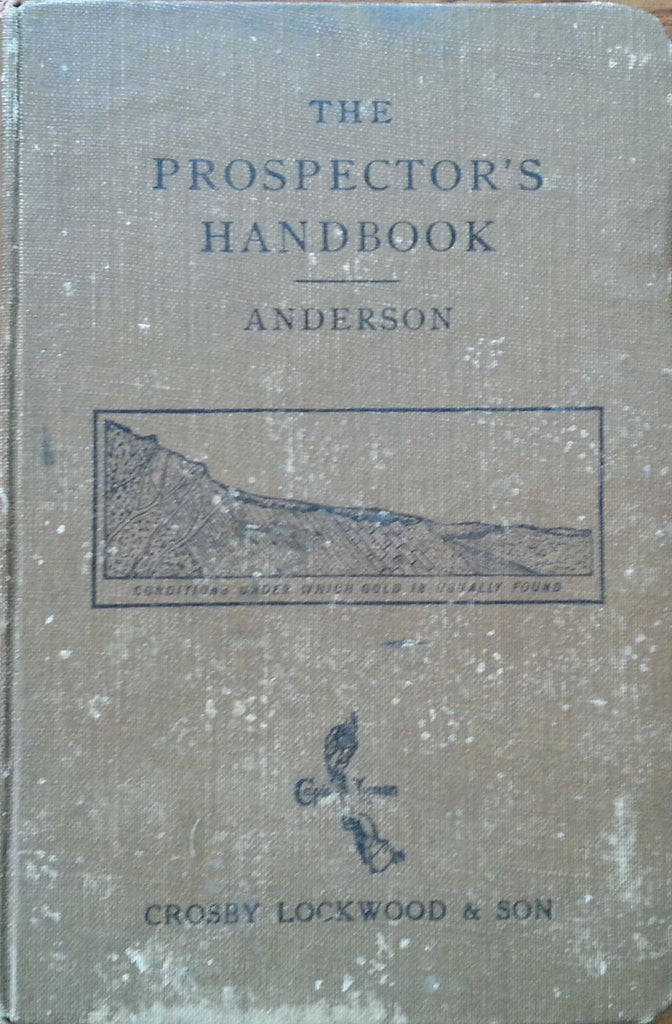 THE
PROSPECTOR'S
HANDBOOK
ANDERSON
CONDITIONS UNDER WHICH GOLD IS USUALLY FOUND
CROSBY LOCKWOOD & SON